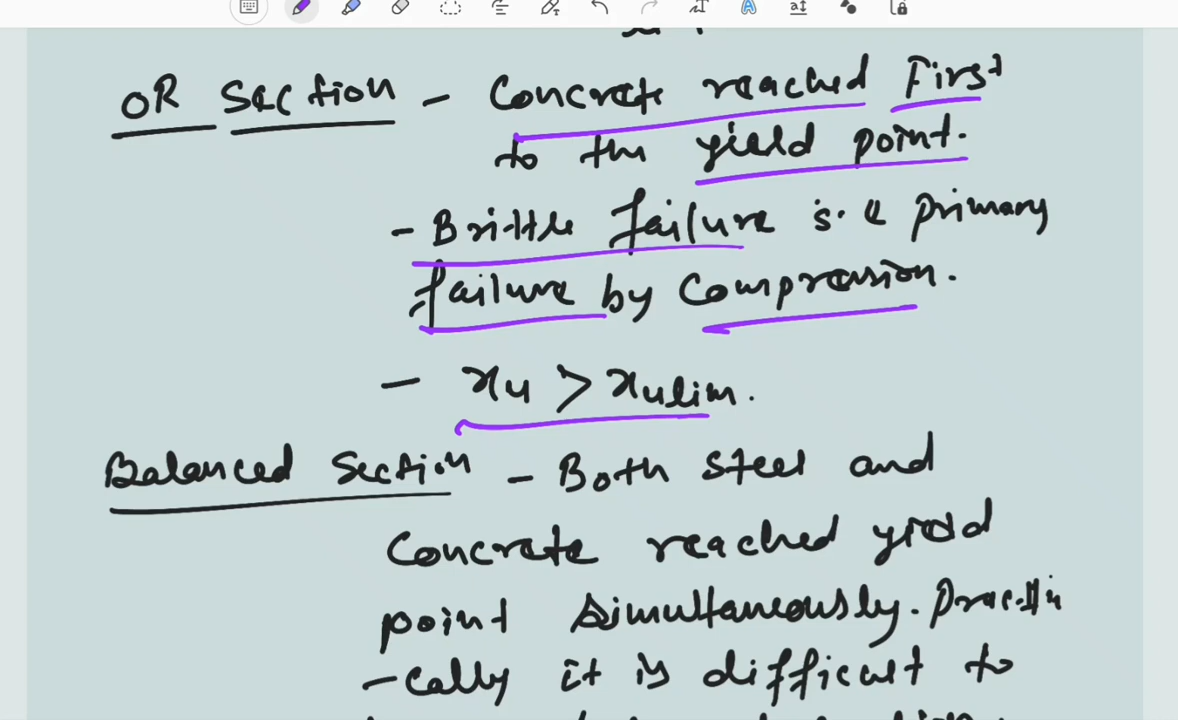 OR Section - Concrete reached First
to the yield point.
- Brittle failure i.e primary
failure by Compression.
- xu > xulim.
Balanced Section - Both steel and
Concrete reached yield
point simultaneously. Practi
-cally it is difficult to